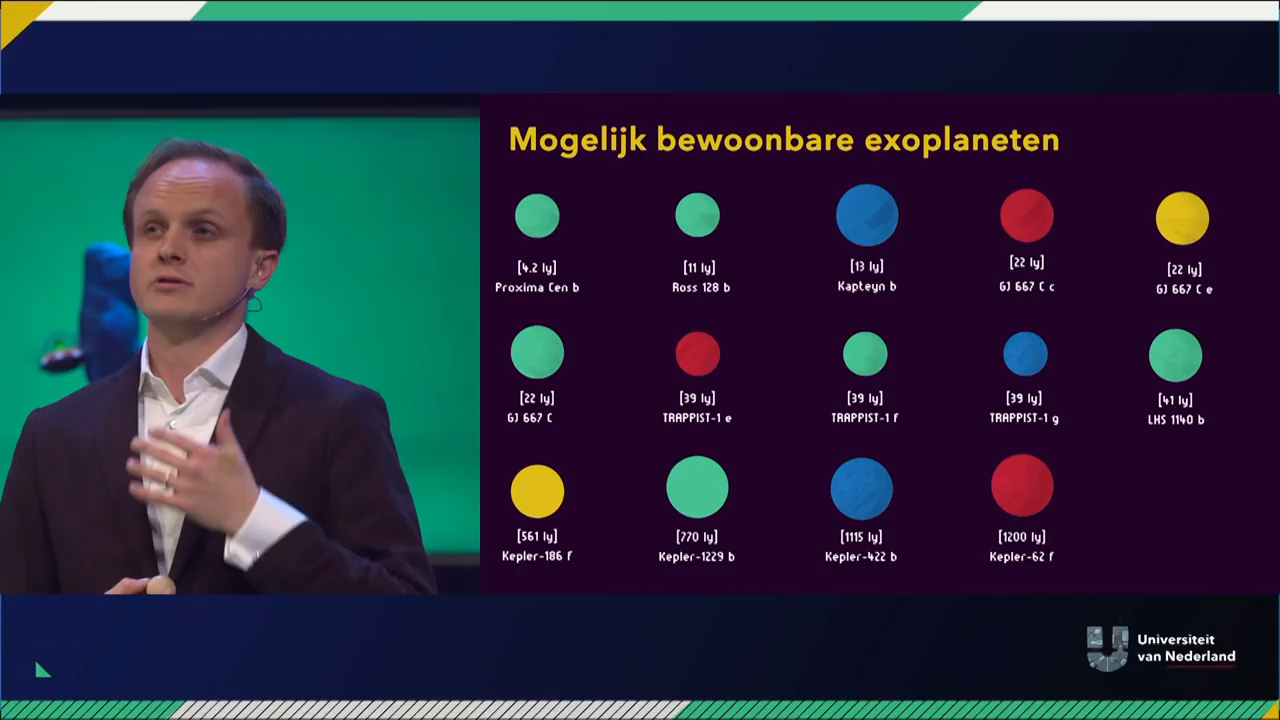 Mogelijk bewoonbare exoplaneten
[4.2 ly]
Proxima Cen b
[11 ly]
Ross 128 b
[13 ly]
Kapteyn b
[22 ly]
GJ 667 C c
[22 ly]
GJ 667 C e
[22 ly]
GJ 667 C
[39 ly]
TRAPPIST-1 e
[39 ly]
TRAPPIST-1 f
[39 ly]
TRAPPIST-1 g
[41 ly]
LHS 1140 b
[561 ly]
Kepler-186 f
[770 ly]
Kepler-1229 b
[1115 ly]
Kepler-422 b
[1200 ly]
Kepler-62 f
Universiteit
van Nederland